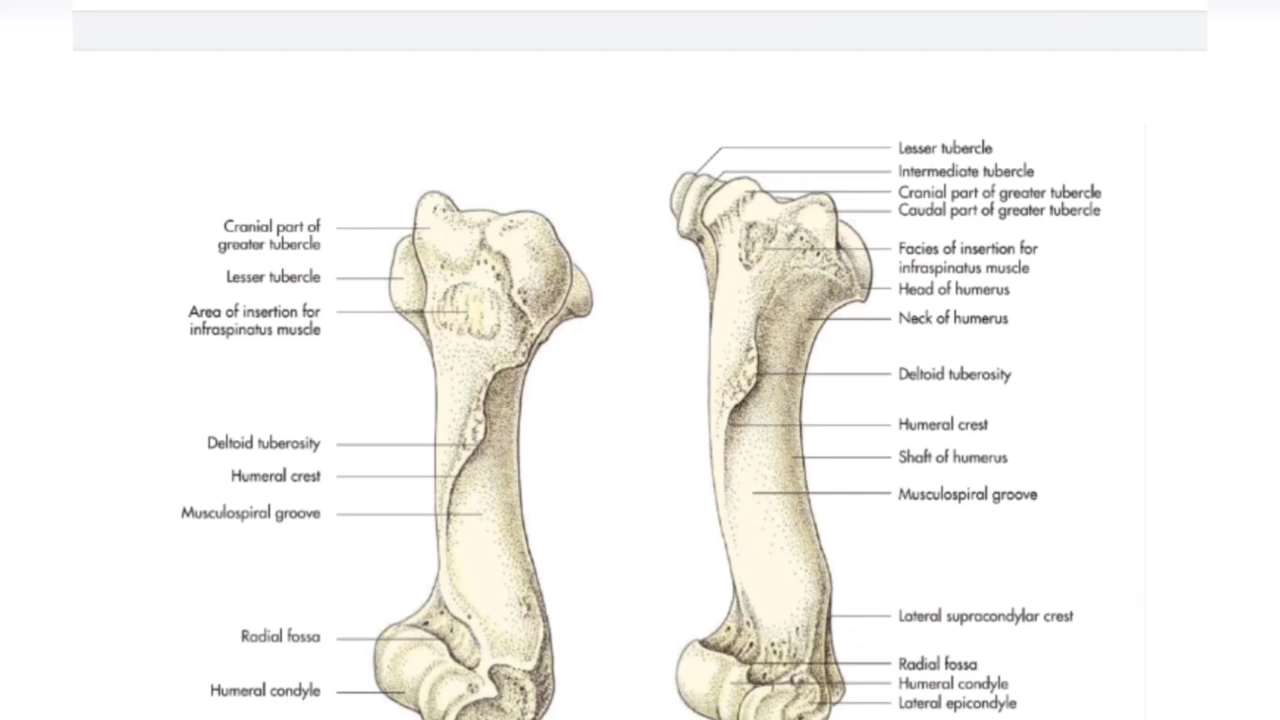 Cranial part of
greater tubercle
Lesser tubercle
Area of insertion for
infraspinatus muscle
Deltoid tuberosity
Humeral crest
Musculospiral groove
Radial fossa
Humeral condyle
Lesser tubercle
Intermediate tubercle
Cranial part of greater tubercle
Caudal part of greater tubercle
Facies of insertion for
infraspinatus muscle
Head of humerus
Neck of humerus
Deltoid tuberosity
Humeral crest
Shaft of humerus
Musculospiral groove
Lateral supracondylar crest
Radial fossa
Humeral condyle
Lateral epicondyle